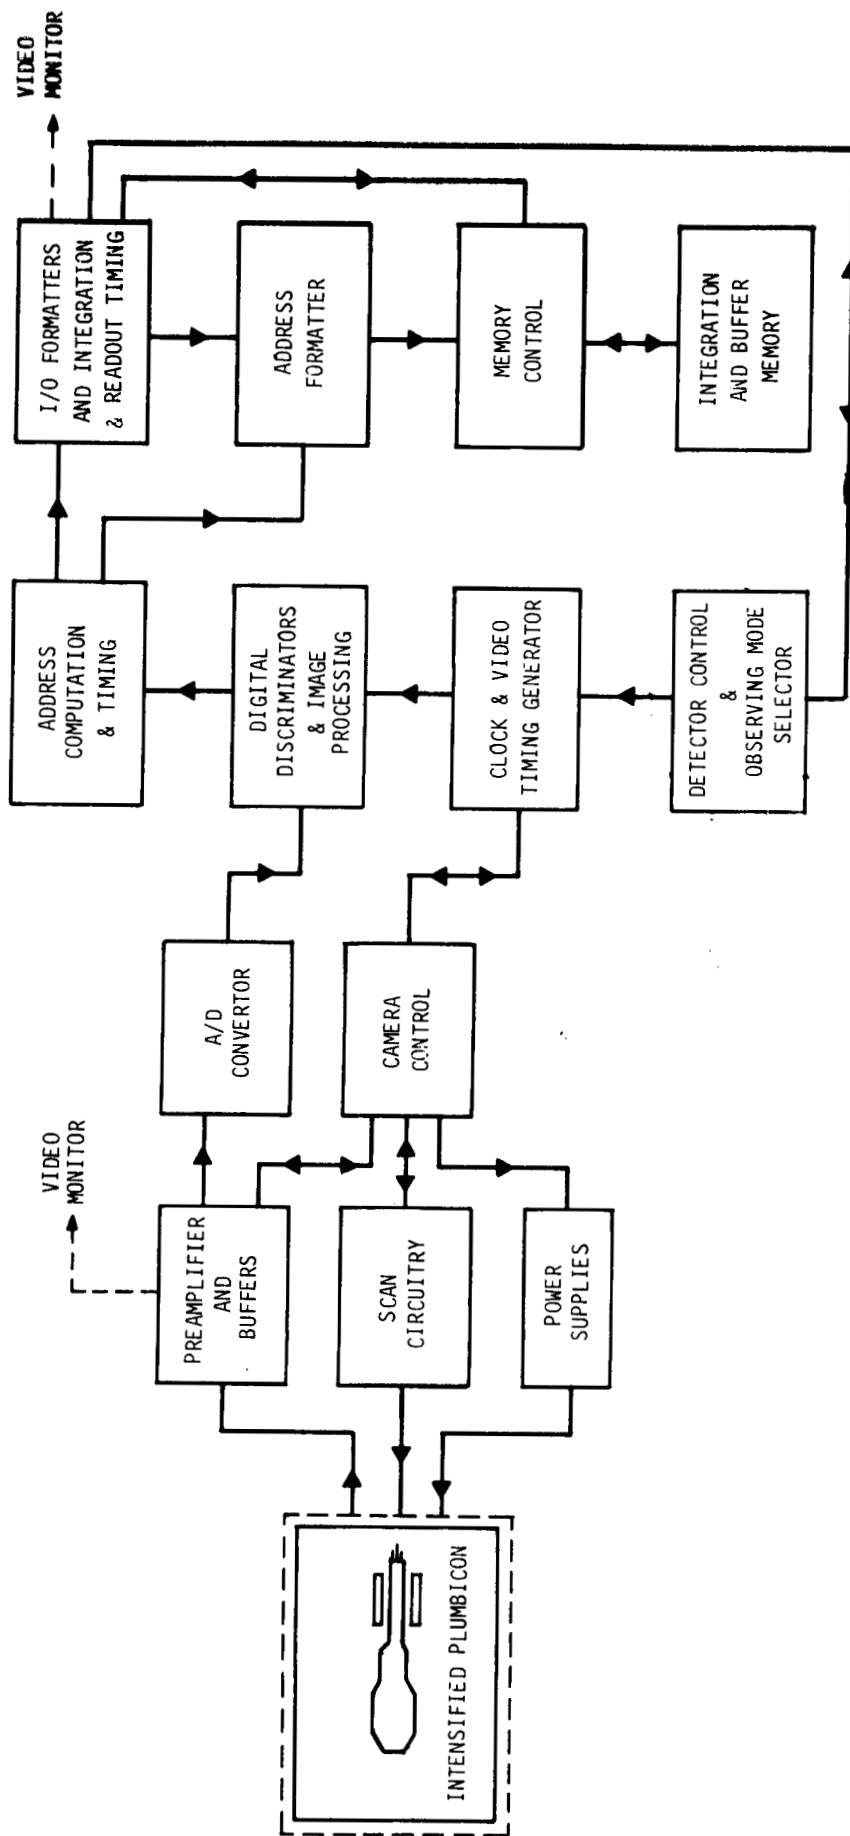 INTENSIFIED PLUMBICON
VIDEO
MONITOR
PREAMPLIFIER
AND
BUFFERS
SCAN
CIRCUITRY
POWER
SUPPLIES
A/D
CONVERTOR
CAMERA
CONTROL
ADDRESS
COMPUTATION
& TIMING
DIGITAL
DISCRIMINATORS
& IMAGE
PROCESSING
CLOCK & VIDEO
TIMING GENERATOR
DETECTOR CONTROL
&
OBSERVING MODE
SELECTOR
VIDEO
MONITOR
I/O FORMATTERS
AND INTEGRATION
& READOUT TIMING
ADDRESS
FORMATTER
MEMORY
CONTROL
INTEGRATION
AND BUFFER
MEMORY